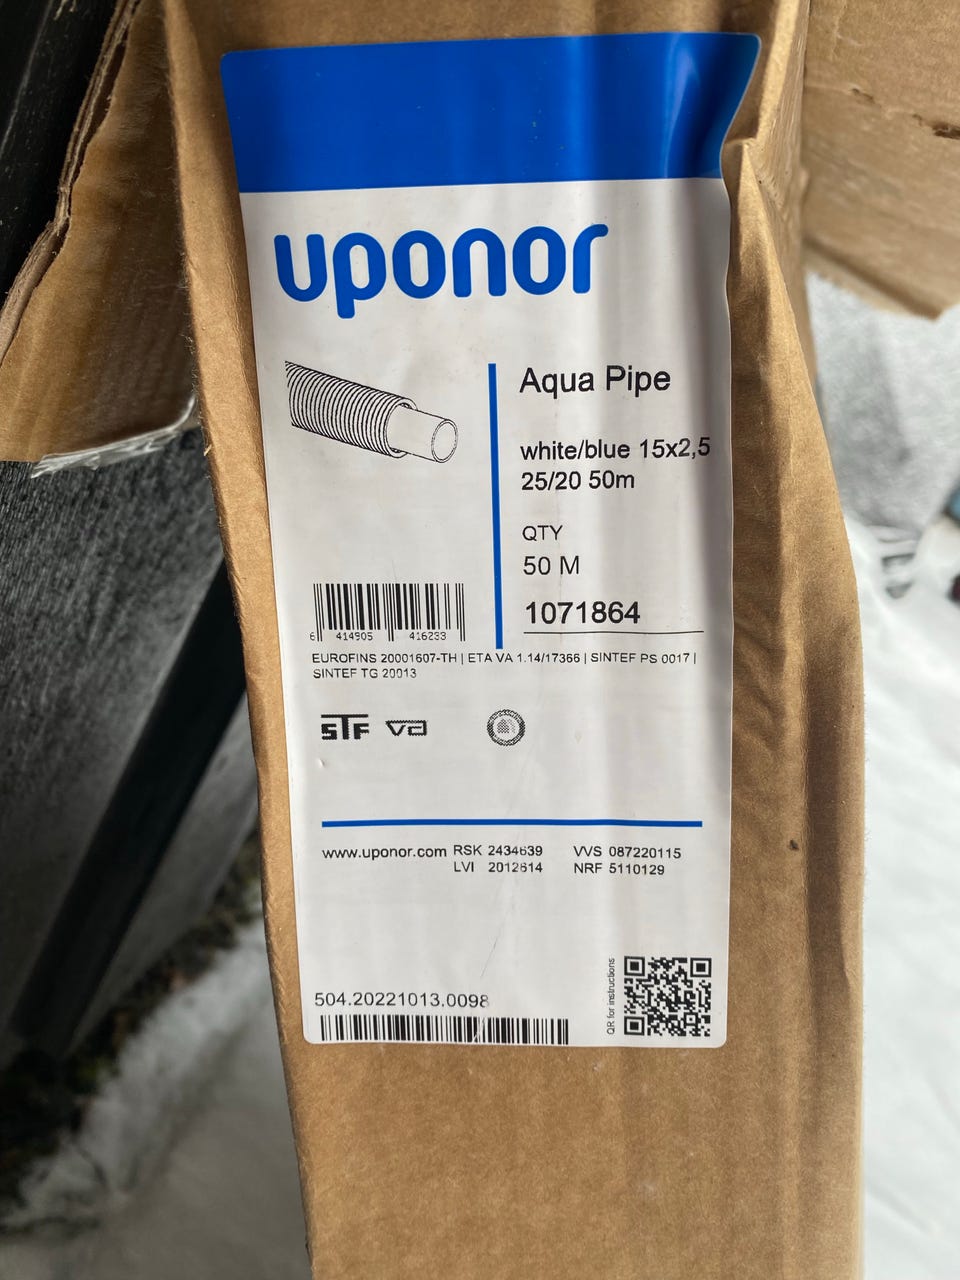 uponor
Aqua Pipe
white/blue 15x2,5
25/20 50m
QTY
50 M
1071864
6 414905 416233
EUROFINS 20001607-TH | ETA VA 1.14/17366 | SINTEF PS 0017 |
SINTEF TG 20013
STF va
www.uponor.com RSK 2434639 VVS 087220115
LVI 2012614 NRF 5110129
504.20221013.0098
QR for instructions